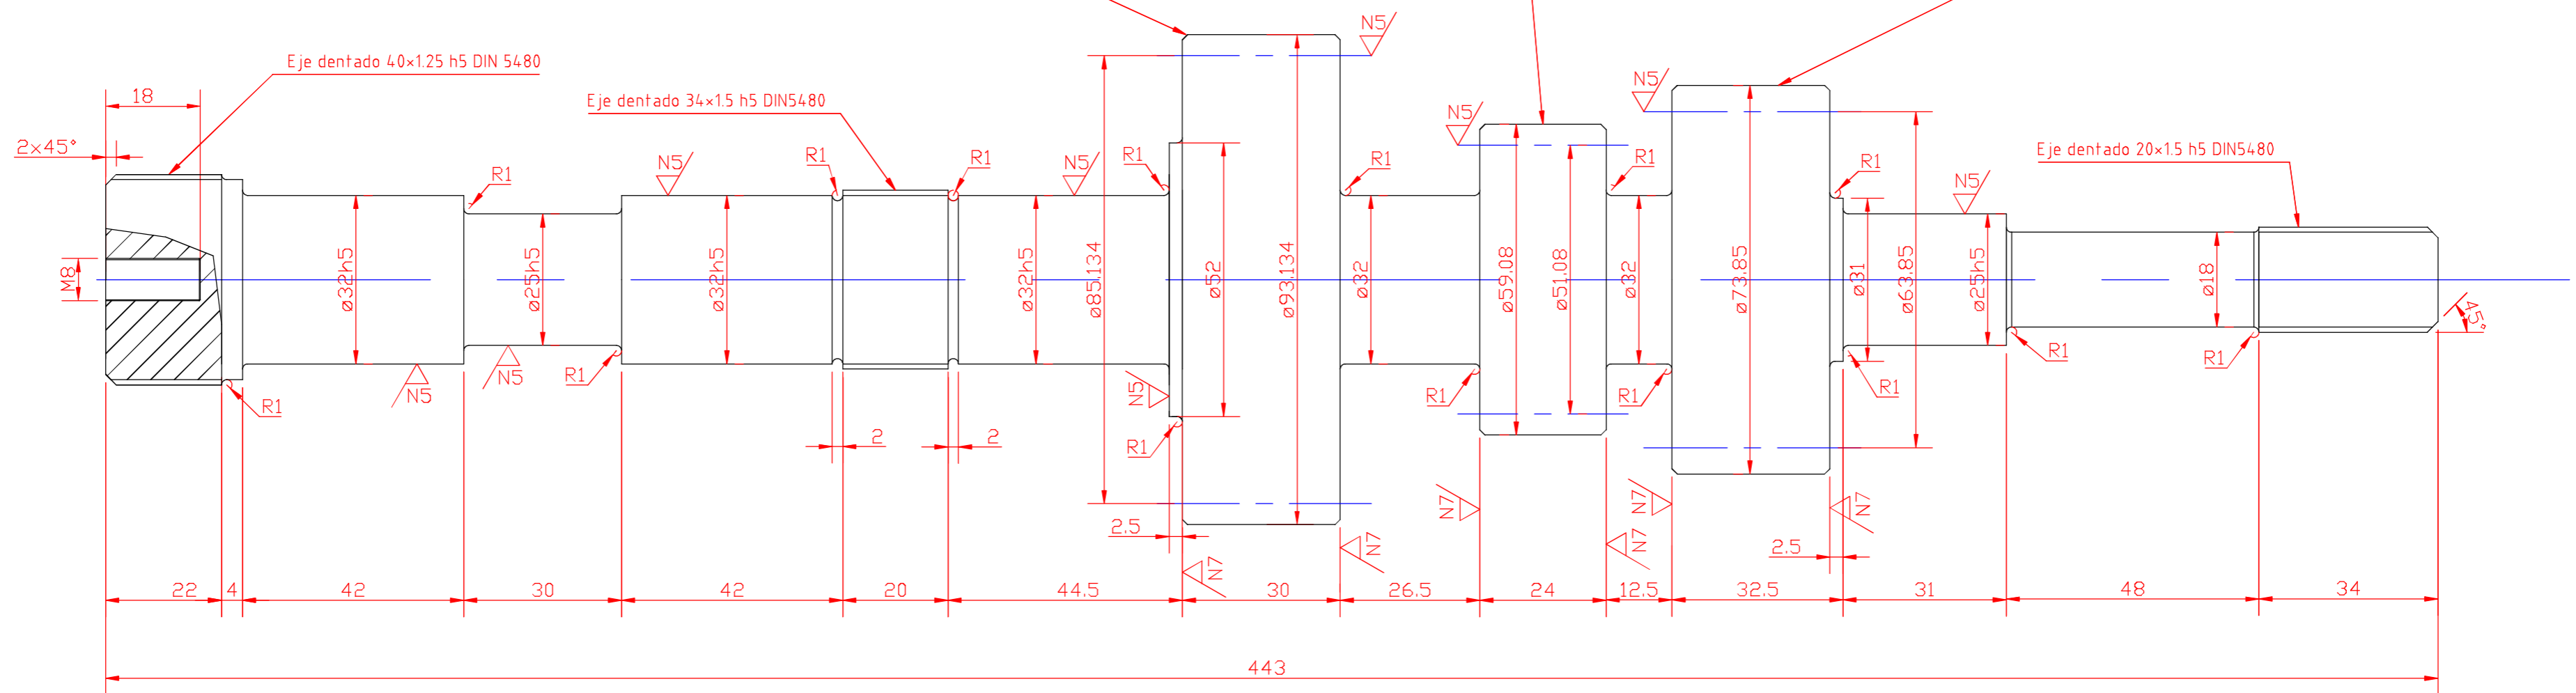 N5
Eje dentado 40×1.25 h5 DIN 5480
N5
18
Eje dentado 34×1.5 h5 DIN5480
N5
2×45°
Eje dentado 20×1.5 h5 DIN5480
R1
N5
R1
R1
N5
R1
R1
R1
R1
N5
M8
ø32h5
ø25h5
ø32h5
ø32h5
ø85.134
ø52
ø93.134
ø32
ø59.08
ø51.08
ø32
ø73.85
ø31
ø63.85
ø25h5
ø18
45°
R1
N5
N5
R1
R1
N5
R1
R1
R1
R1
R1
2
2
R1
N7
N7
N7
2.5
N7
N7
2.5
N7
22
4
42
30
42
20
44.5
30
26.5
24
12.5
32.5
31
48
34
443